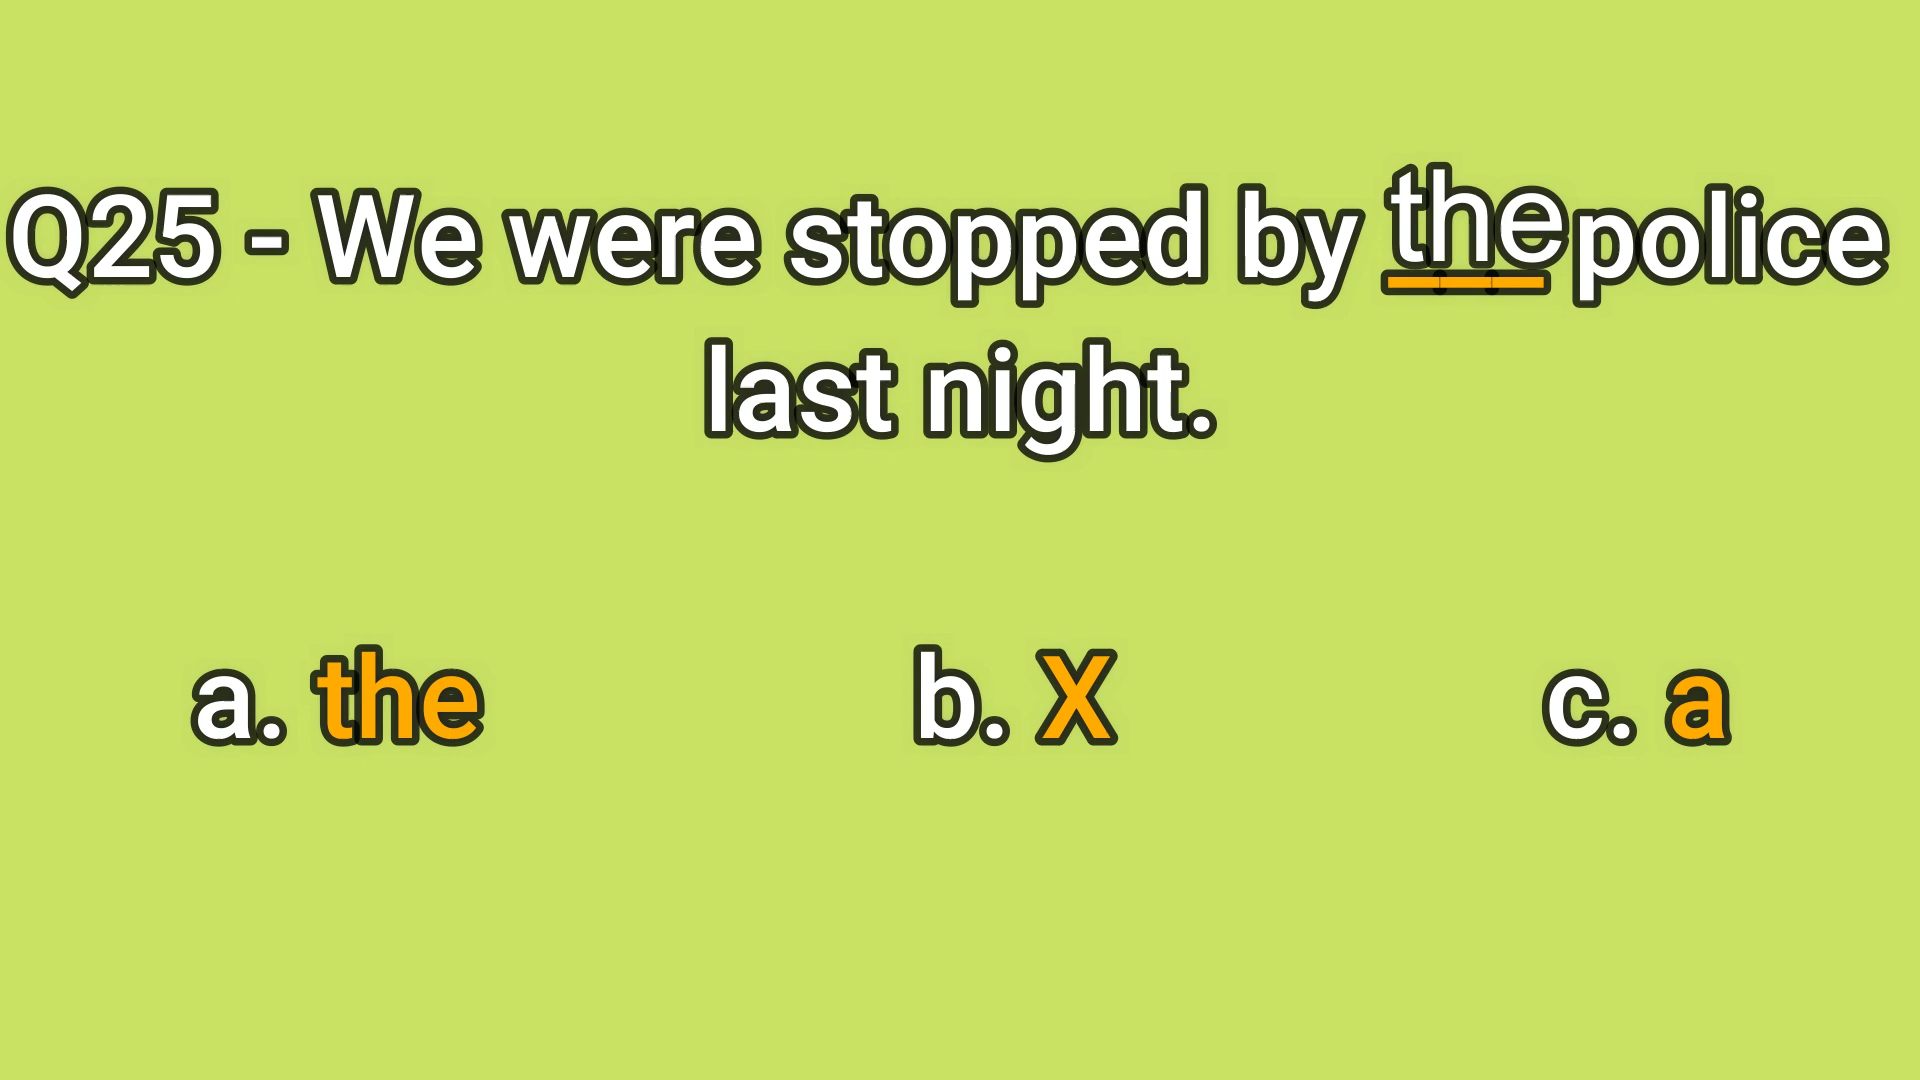 Q25 - We were stopped by the police
last night.
a. the b. X c. a